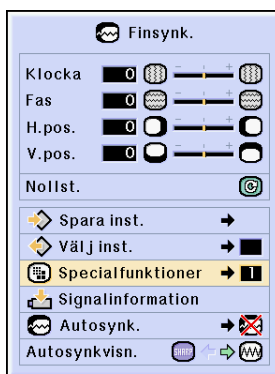 Finsynk.
Klocka 0 - +
Fas 0 - +
H.pos. 0 - +
V.pos. 0 - +
Nollst.
Spara inst.
Välj inst.
Specialfunktioner 1
Signalinformation
Autosynk.
Autosynkvisn. SHARP